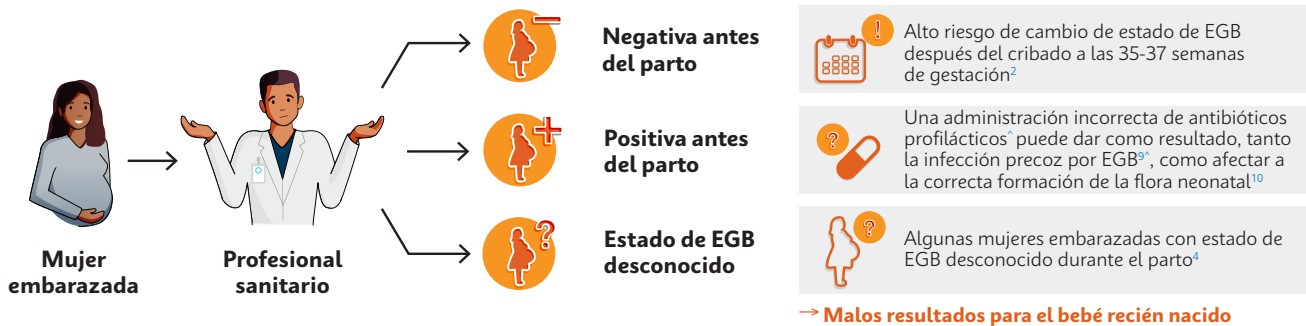 Mujer
embarazada
Profesional
sanitario
Negativa antes
del parto
Positiva antes
del parto
Estado de EGB
desconocido
!
Alto riesgo de cambio de estado de EGB
después del cribado a las 35-37 semanas
de gestación²
?
Una administración incorrecta de antibióticos
profilácticos^ puede dar como resultado, tanto
la infección precoz por EGB⁹^, como afectar a
la correcta formación de la flora neonatal¹⁰
?
Algunas mujeres embarazadas con estado de
EGB desconocido durante el parto⁴
→ Malos resultados para el bebé recién nacido